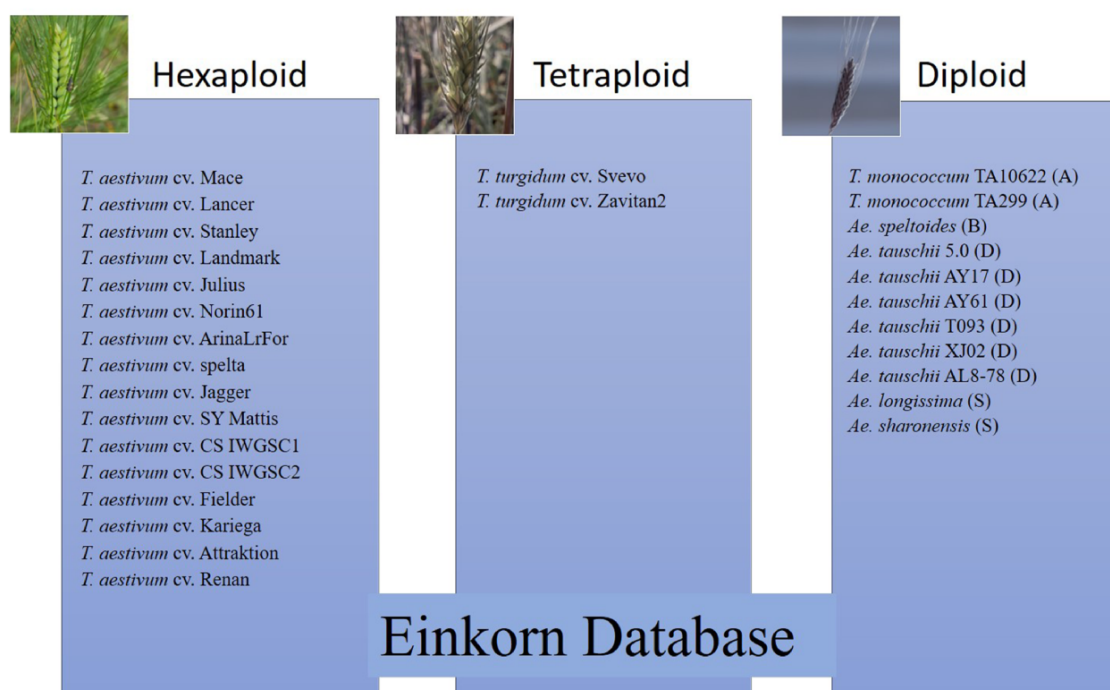 Hexaploid
T. aestivum cv. Mace
T. aestivum cv. Lancer
T. aestivum cv. Stanley
T. aestivum cv. Landmark
T. aestivum cv. Julius
T. aestivum cv. Norin61
T. aestivum cv. ArinaLrFor
T. aestivum cv. spelta
T. aestivum cv. Jagger
T. aestivum cv. SY Mattis
T. aestivum cv. CS IWGSC1
T. aestivum cv. CS IWGSC2
T. aestivum cv. Fielder
T. aestivum cv. Kariega
T. aestivum cv. Attraktion
T. aestivum cv. Renan
Tetraploid
T. turgidum cv. Svevo
T. turgidum cv. Zavitan2
Diploid
T. monococcum TA10622 (A)
T. monococcum TA299 (A)
Ae. speltoides (B)
Ae. tauschii 5.0 (D)
Ae. tauschii AY17 (D)
Ae. tauschii AY61 (D)
Ae. tauschii T093 (D)
Ae. tauschii XJ02 (D)
Ae. tauschii AL8-78 (D)
Ae. longissima (S)
Ae. sharonensis (S)
Einkorn Database